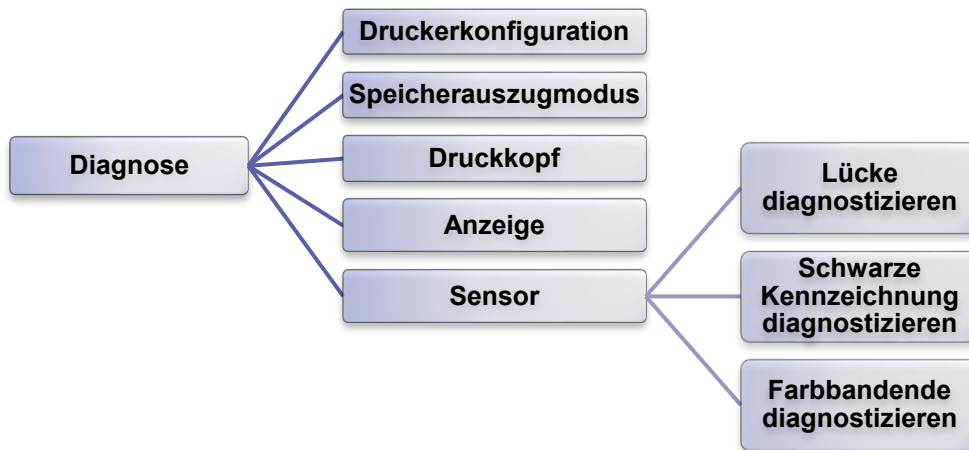 Diagnose
Druckerkonfiguration
Speicherauszugmodus
Druckkopf
Anzeige
Sensor
Lücke
diagnostizieren
Schwarze
Kennzeichnung
diagnostizieren
Farbbandende
diagnostizieren